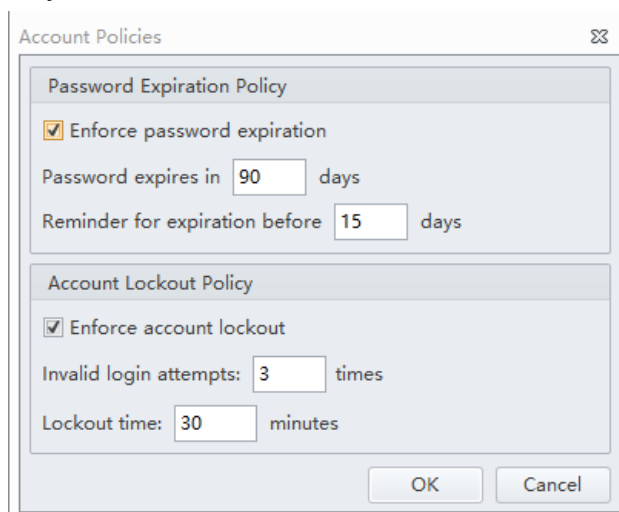 Account Policies
Password Expiration Policy
Enforce password expiration
Password expires in 90 days
Reminder for expiration before 15 days
Account Lockout Policy
Enforce account lockout
Invalid login attempts: 3 times
Lockout time: 30 minutes
OK Cancel